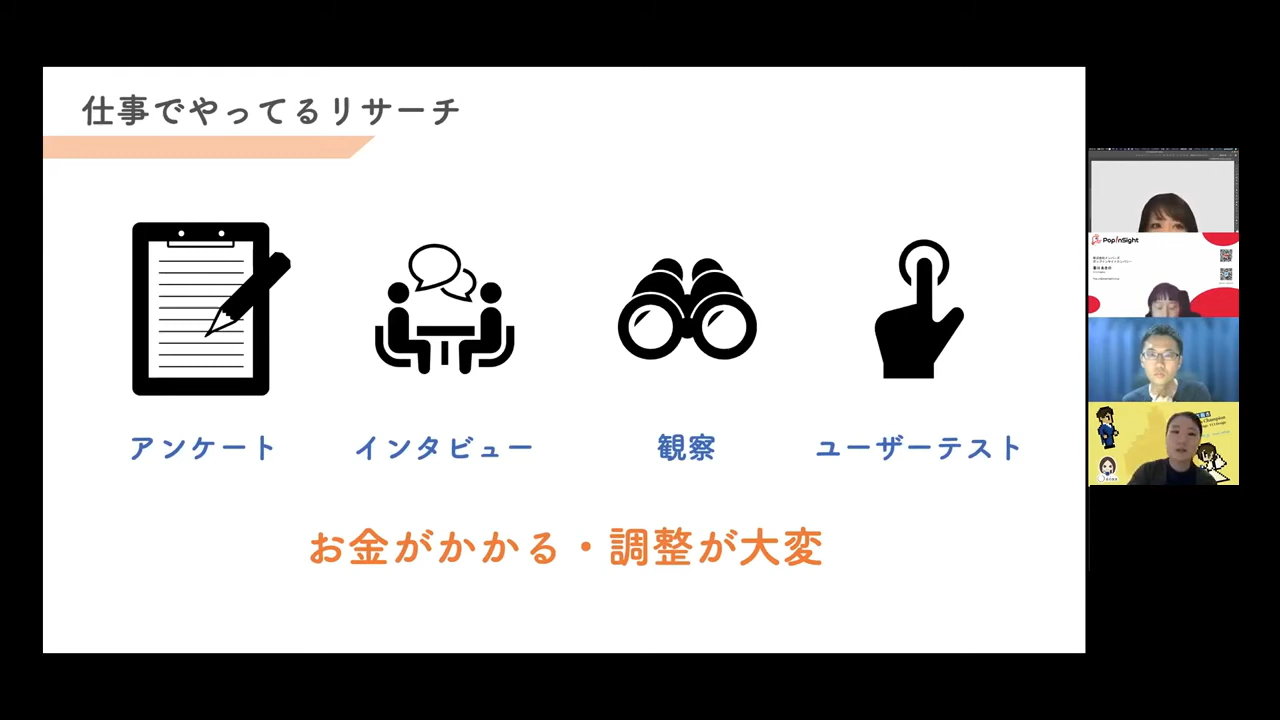 仕事でやってるリサーチ
アンケート
インタビュー
観察
ユーザーテスト
お金がかかる・調整が大変
PopInSight